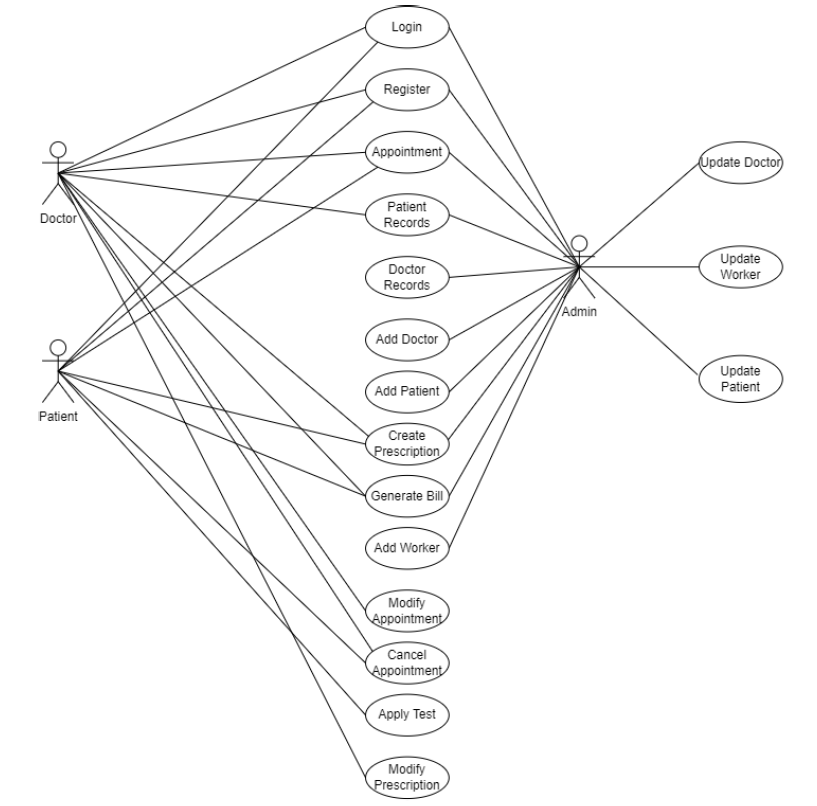 Login
Register
Appointment
Patient
Records
Doctor
Records
Add Doctor
Add Patient
Create
Prescription
Generate Bill
Add Worker
Modify
Appointment
Cancel
Appointment
Apply Test
Modify
Prescription
Doctor
Patient
Admin
Update Doctor
Update
Worker
Update
Patient